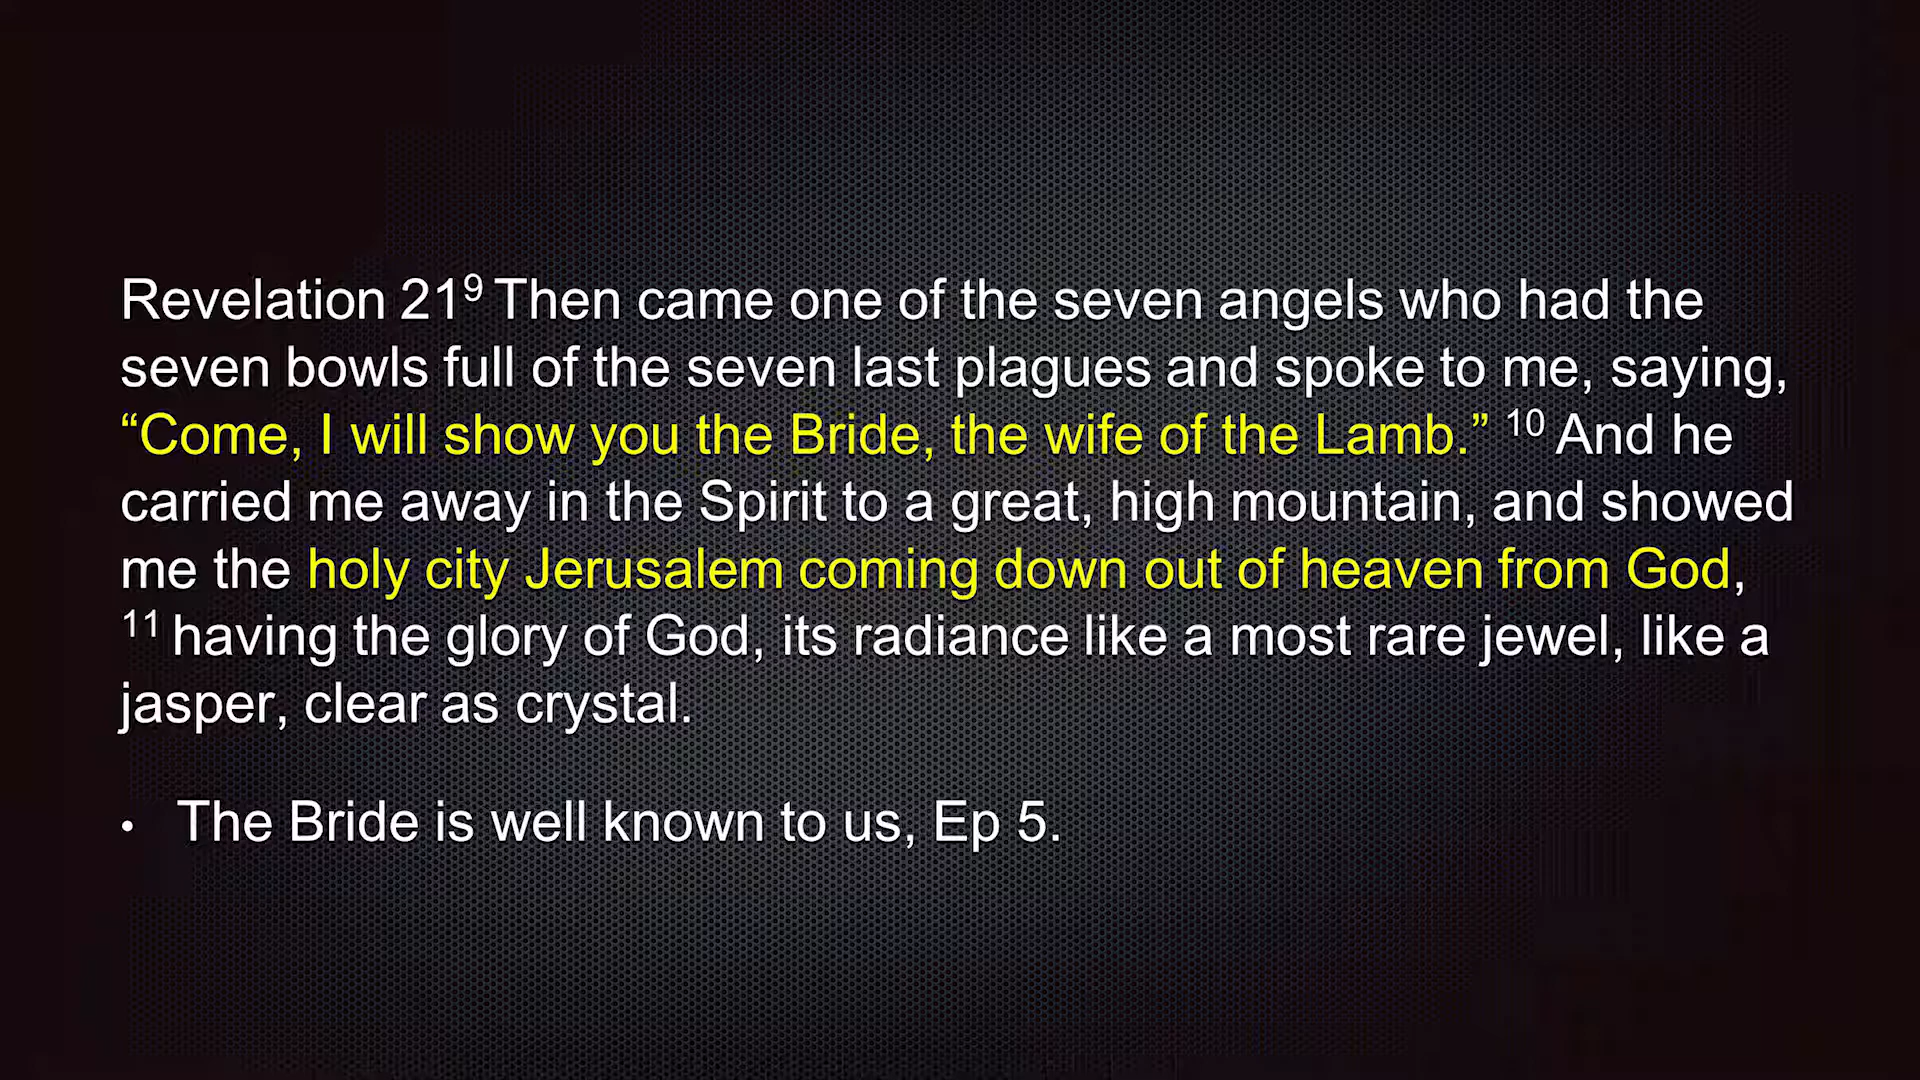 Revelation 21⁹ Then came one of the seven angels who had the
seven bowls full of the seven last plagues and spoke to me, saying,
“Come, I will show you the Bride, the wife of the Lamb.” ¹⁰ And he
carried me away in the Spirit to a great, high mountain, and showed
me the holy city Jerusalem coming down out of heaven from God,
¹¹ having the glory of God, its radiance like a most rare jewel, like a
jasper, clear as crystal.
• The Bride is well known to us, Ep 5.